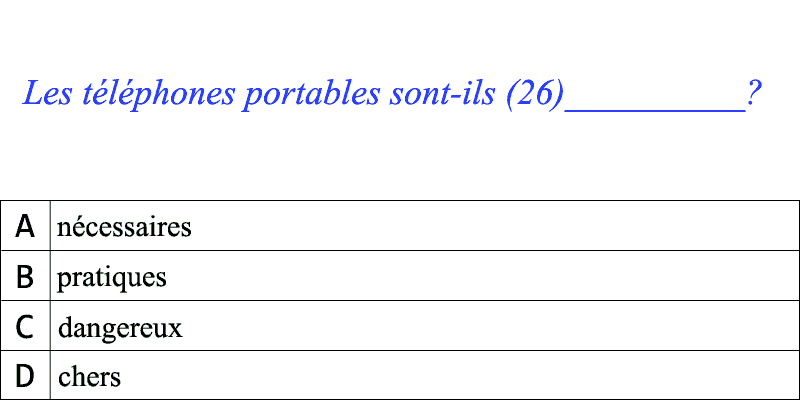 Les téléphones portables sont-ils (26)__________?
A nécessaires
B pratiques
C dangereux
D chers